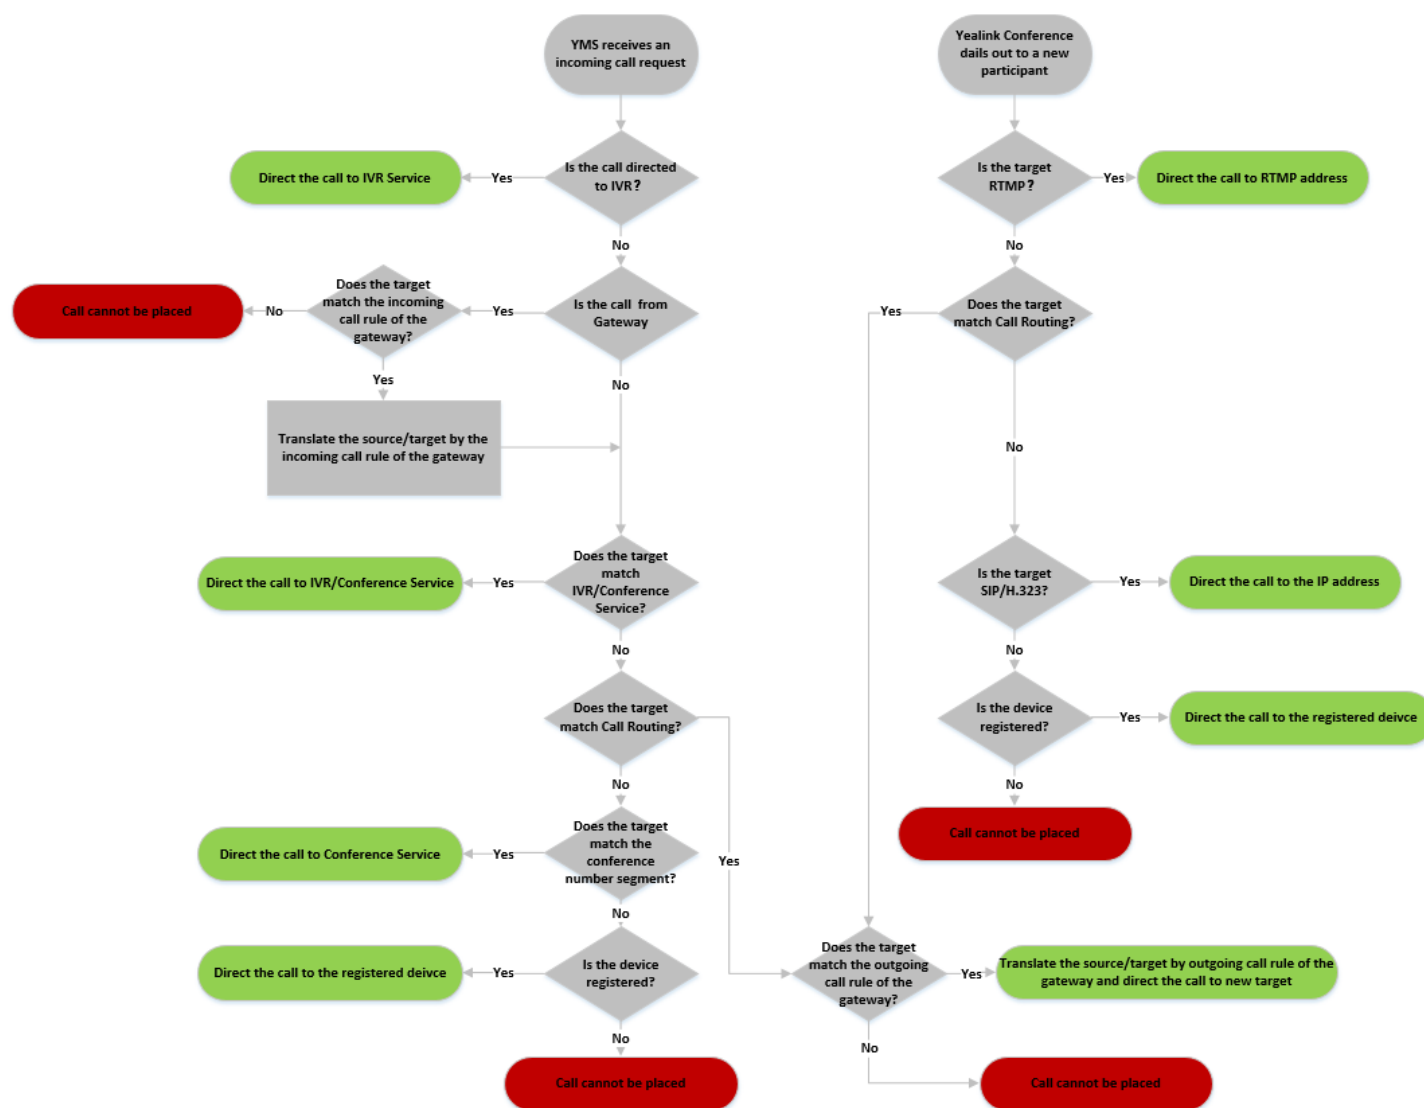 YMS receives an
incoming call request
Yealink Conference
dails out to a new
participant
Is the call directed
to IVR?
Yes
Direct the call to IVR Service
No
Is the target
RTMP?
Yes
Direct the call to RTMP address
No
Is the call from
Gateway
Yes
Does the target
match the incoming
call rule of the
gateway?
No
Call cannot be placed
Yes
Translate the source/target by the
incoming call rule of the gateway
No
Does the target
match Call Routing?
Yes
No
Does the target
match
IVR/Conference
Service?
Yes
Direct the call to IVR/Conference Service
No
Is the target
SIP/H.323?
Yes
Direct the call to the IP address
No
Does the target
match Call Routing?
Yes
No
Is the device
registered?
Yes
Direct the call to the registered deivce
No
Call cannot be placed
Does the target
match the
conference
number segment?
Yes
Direct the call to Conference Service
No
Is the device
registered?
Yes
Direct the call to the registered deivce
No
Call cannot be placed
Does the target
match the outgoing
call rule of the
gateway?
Yes
Translate the source/target by outgoing call rule of the
gateway and direct the call to new target
No
Call cannot be placed